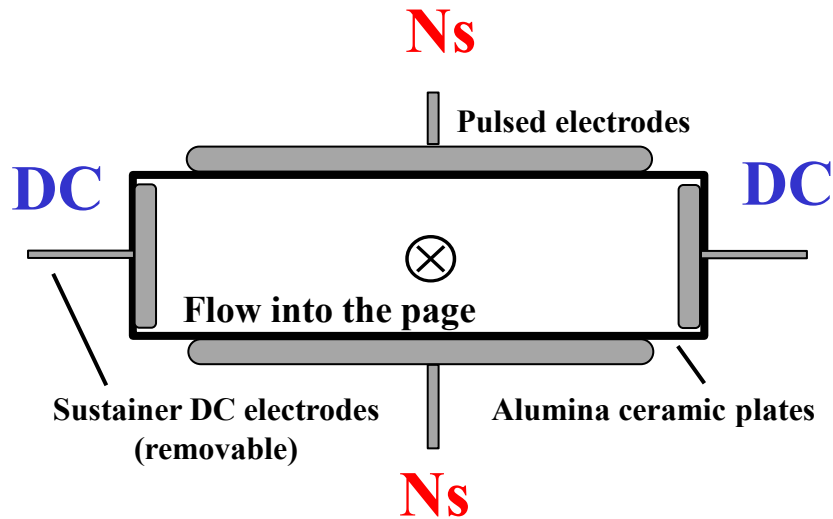 Ns
Pulsed electrodes
DC
DC
Flow into the page
Sustainer DC electrodes
(removable)
Alumina ceramic plates
Ns